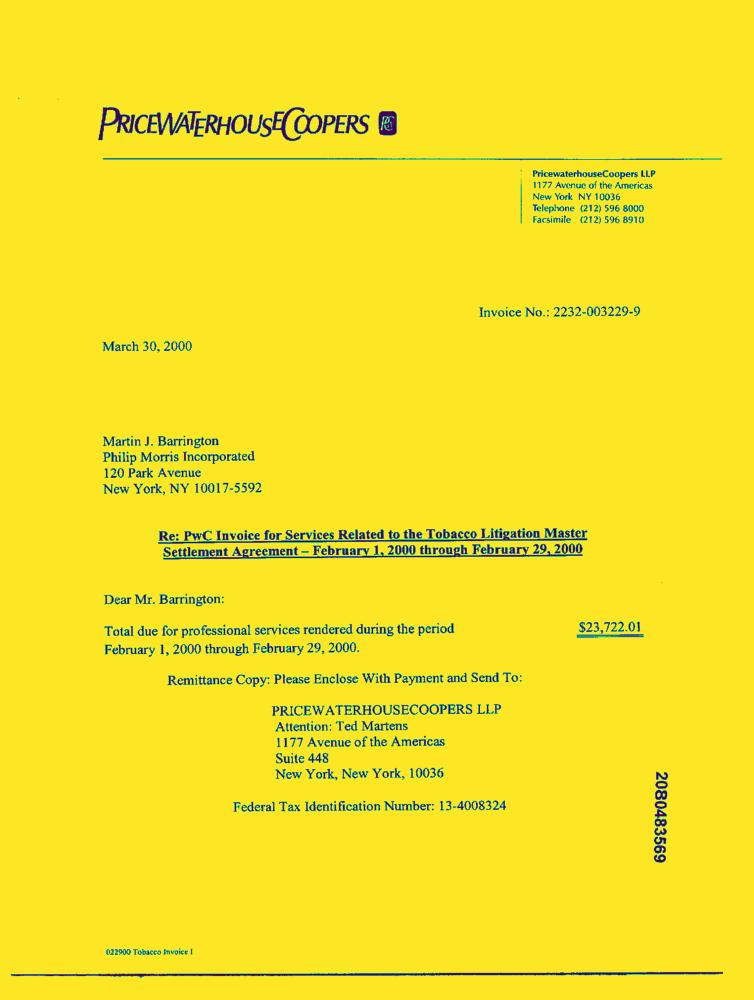 PRICEWATERHOUSECOOPERS
PricewaterhouseCoopers LLP
1177 Avenue of the Americas
New York NY 10036
Telephone (212) 596 8000
Facsimile (212) 596 8910
Invoice No.: 2232-003229-9
March 30, 2000
Martin J. Barrington
Philip Morris Incorporated
120 Park Avenue
New York, NY 10017-5592
Re: PwC Invoice for Services Related to the Tobacco Litigation Master
Settlement Agreement – February 1, 2000 through February 29, 2000
Dear Mr. Barrington:
Total due for professional services rendered during the period $23,722.01
February 1, 2000 through February 29, 2000.
Remittance Copy: Please Enclose With Payment and Send To:
PRICEWATERHOUSECOOPERS LLP
Attention: Ted Martens
1177 Avenue of the Americas
Suite 448
New York, New York, 10036
Federal Tax Identification Number: 13-4008324
2080483569
022900 Tobacco Invoice 1